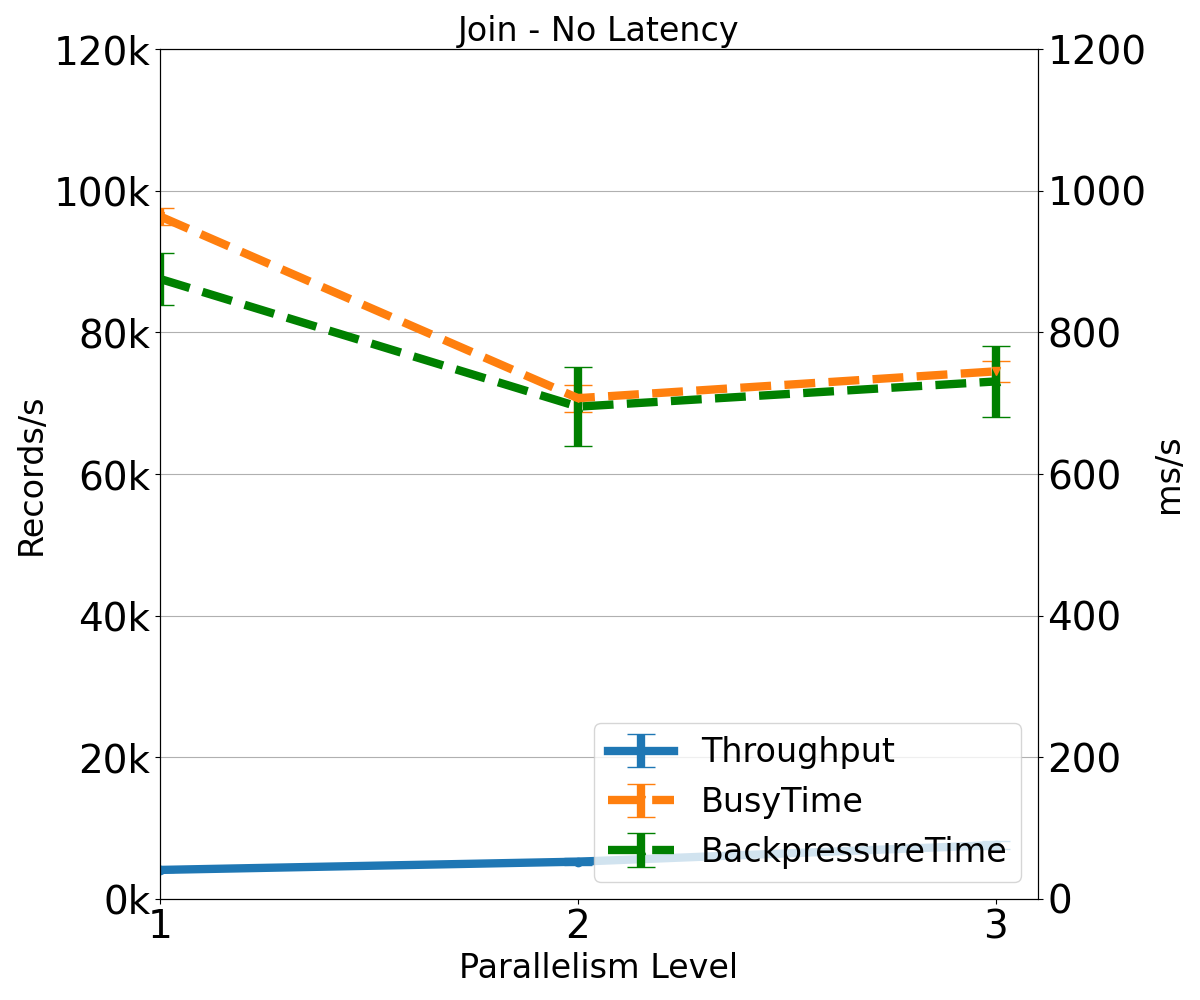 Join - No Latency
120k
100k
80k
60k
40k
20k
0k
Records/s
1200
1000
800
600
400
200
0
ms/s
Throughput
BusyTime
BackpressureTime
1 2 3
Parallelism Level